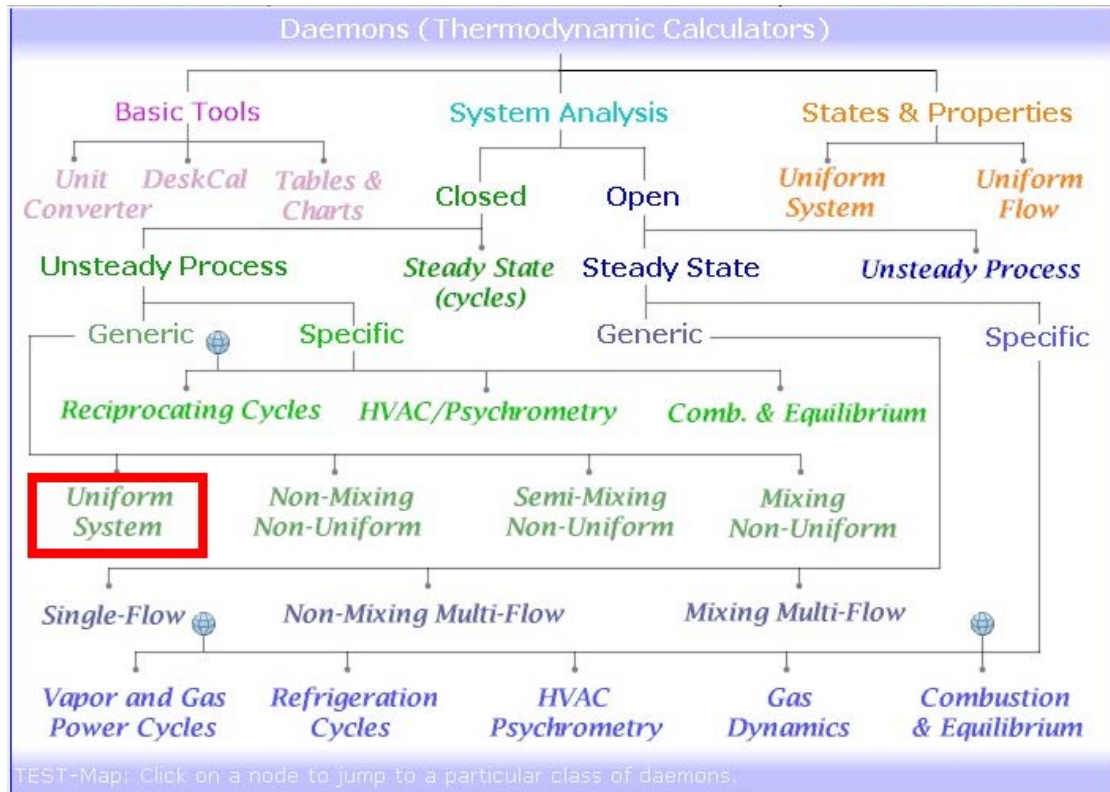 Daemons (Thermodynamic Calculators)
Basic Tools
System Analysis
States & Properties
Unit
Converter
DeskCal
Tables &
Charts
Closed
Open
Uniform
System
Uniform
Flow
Unsteady Process
Steady State
(cycles)
Steady State
Unsteady Process
Generic
Specific
Generic
Specific
Reciprocating Cycles
HVAC/Psychrometry
Comb. & Equilibrium
Uniform
System
Non-Mixing
Non-Uniform
Semi-Mixing
Non-Uniform
Mixing
Non-Uniform
Single-Flow
Non-Mixing Multi-Flow
Mixing Multi-Flow
Vapor and Gas
Power Cycles
Refrigeration
Cycles
HVAC
Psychrometry
Gas
Dynamics
Combustion
& Equilibrium
TEST-Map: Click on a node to jump to a particular class of daemons.